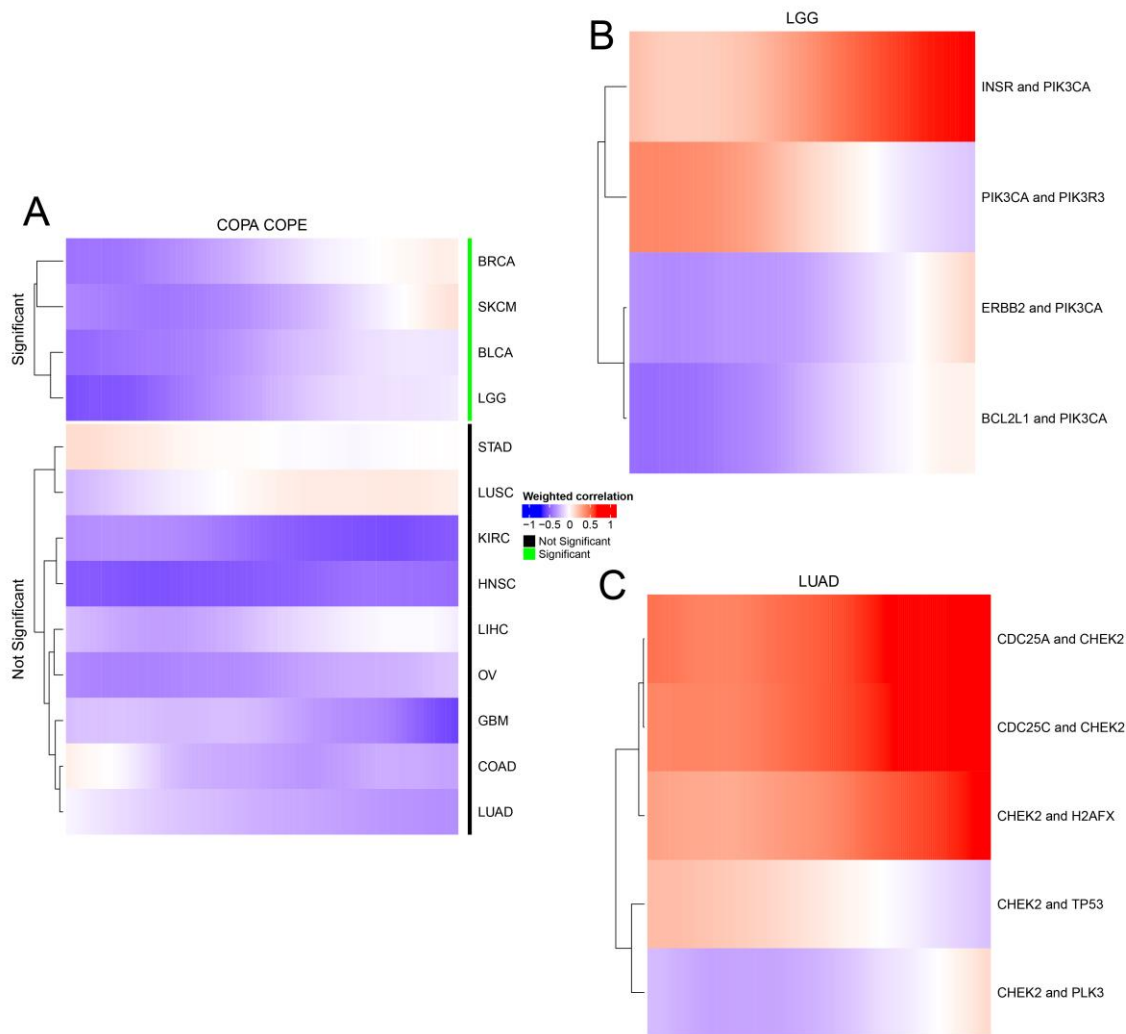 A
COPA COPE
Significant
BRCA
SKCM
BLCA
LGG
Not Significant
STAD
LUSC
KIRC
HNSC
LIHC
OV
GBM
COAD
LUAD
Weighted correlation
−1 −0.5 0 0.5 1
Not Significant
Significant
B
LGG
INSR and PIK3CA
PIK3CA and PIK3R3
ERBB2 and PIK3CA
BCL2L1 and PIK3CA
C
LUAD
CDC25A and CHEK2
CDC25C and CHEK2
CHEK2 and H2AFX
CHEK2 and TP53
CHEK2 and PLK3